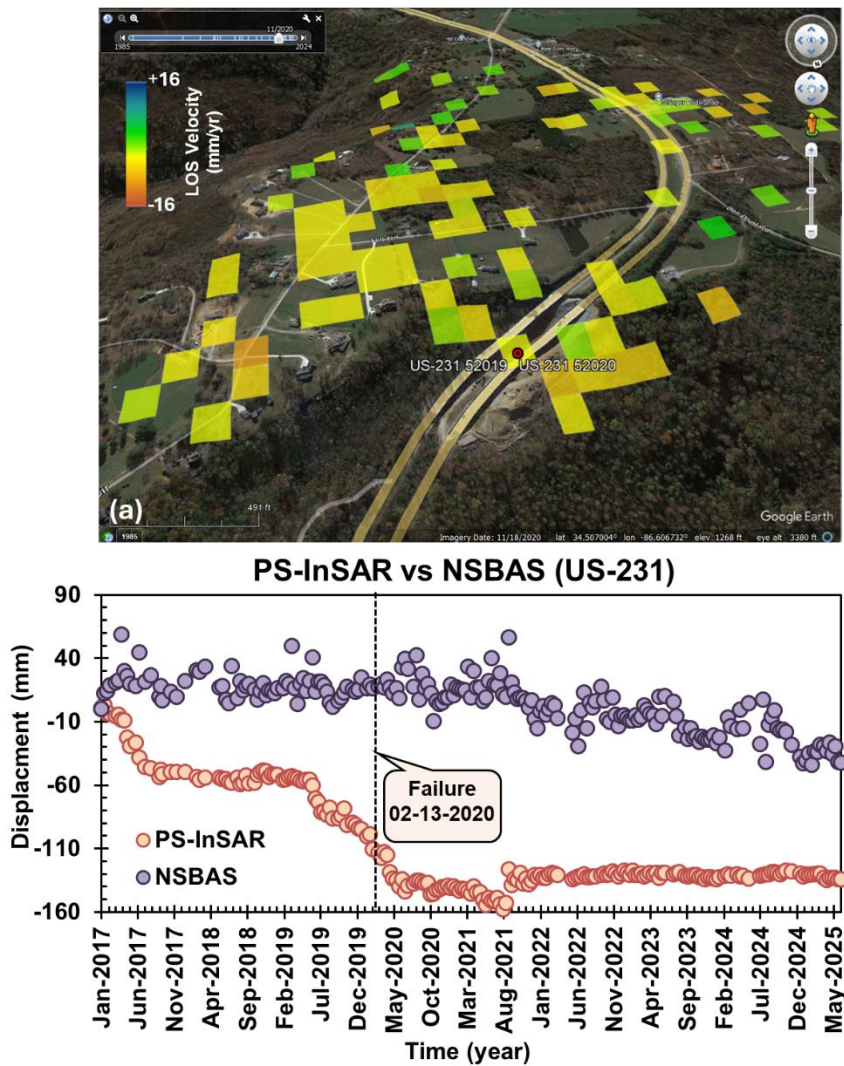 11/2020
1985
2024
+16
-16
LOS Velocity
(mm/yr)
US-231 52019
US-231 52020
(a)
491 ft
Google Earth
1985
Imagery Date: 11/18/2020 lat 34.507004° lon -86.606732° elev 1268 ft eye alt 3380 ft
PS-InSAR vs NSBAS (US-231)
Displacment (mm)
90
40
-10
-60
-110
-160
Failure
02-13-2020
PS-InSAR
NSBAS
Jan-2017
Jun-2017
Nov-2017
Apr-2018
Sep-2018
Feb-2019
Jul-2019
Dec-2019
May-2020
Oct-2020
Mar-2021
Aug-2021
Jan-2022
Jun-2022
Nov-2022
Apr-2023
Sep-2023
Feb-2024
Jul-2024
Dec-2024
May-2025
Time (year)